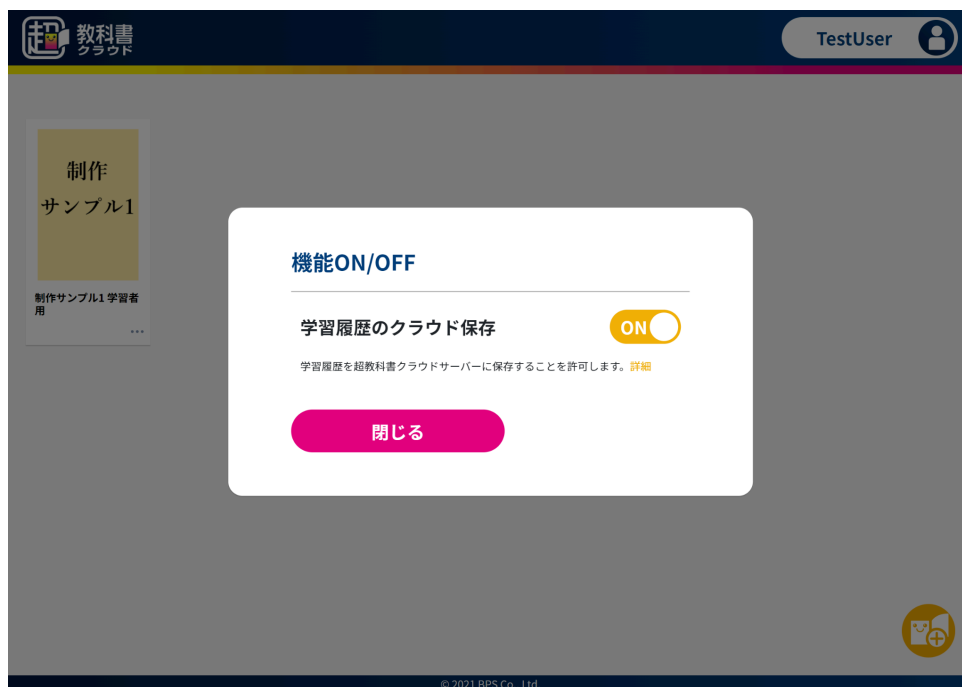 超 教科書
クラウド
TestUser
制作
サンプル1
制作サンプル1 学習者
用
...
機能ON/OFF
学習履歴のクラウド保存
ON
学習履歴を超教科書クラウドサーバーに保存することを許可します。詳細
閉じる
© 2021 BPS Co., Ltd.